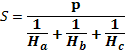 S = p / (1/H_a + 1/H_b + 1/H_c)